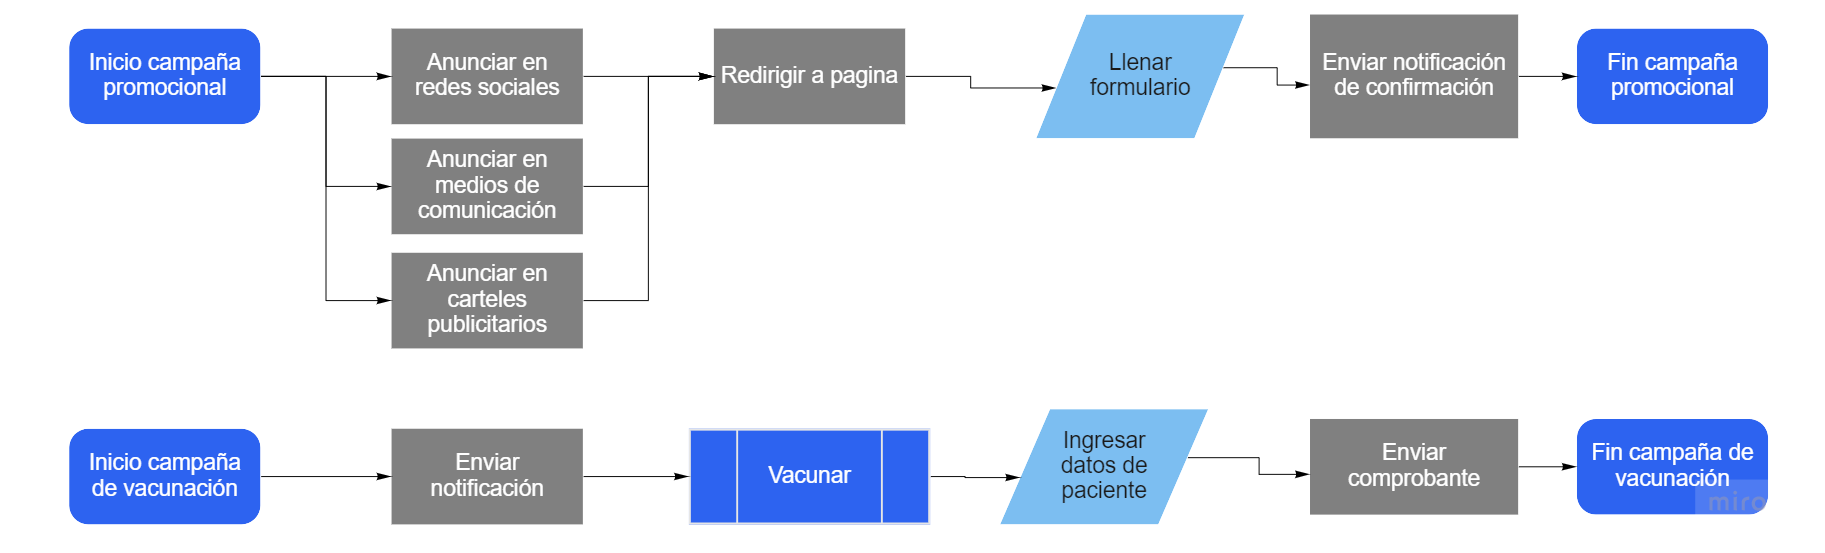 Inicio campaña
promocional
Anunciar en
redes sociales
Anunciar en
medios de
comunicación
Anunciar en
carteles
publicitarios
Redirigir a pagina
Llenar
formulario
Enviar notificación
de confirmación
Fin campaña
promocional
Inicio campaña
de vacunación
Enviar
notificación
Vacunar
Ingresar
datos de
paciente
Enviar
comprobante
Fin campaña de
vacunación
miro